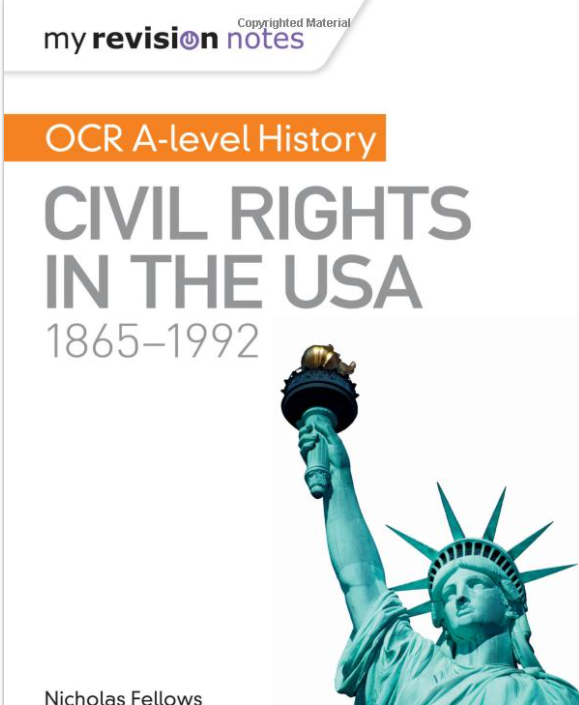 Copyrighted Material
my revision notes
OCR A-level History
CIVIL RIGHTS
IN THE USA
1865–1992
Nicholas Fellows